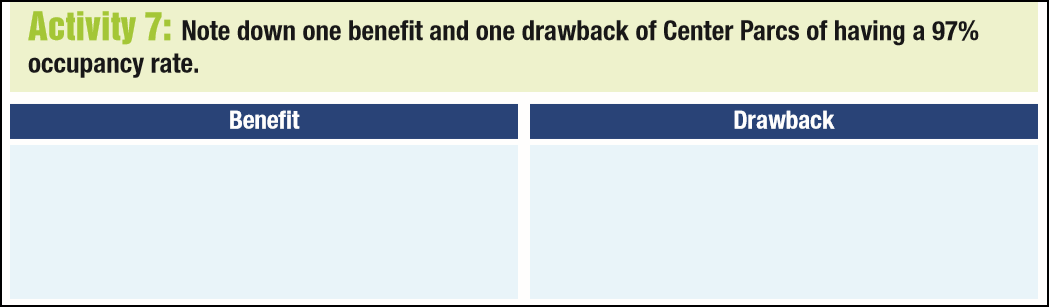 Activity 7: Note down one benefit and one drawback of Center Parcs of having a 97%
occupancy rate.
Benefit
Drawback